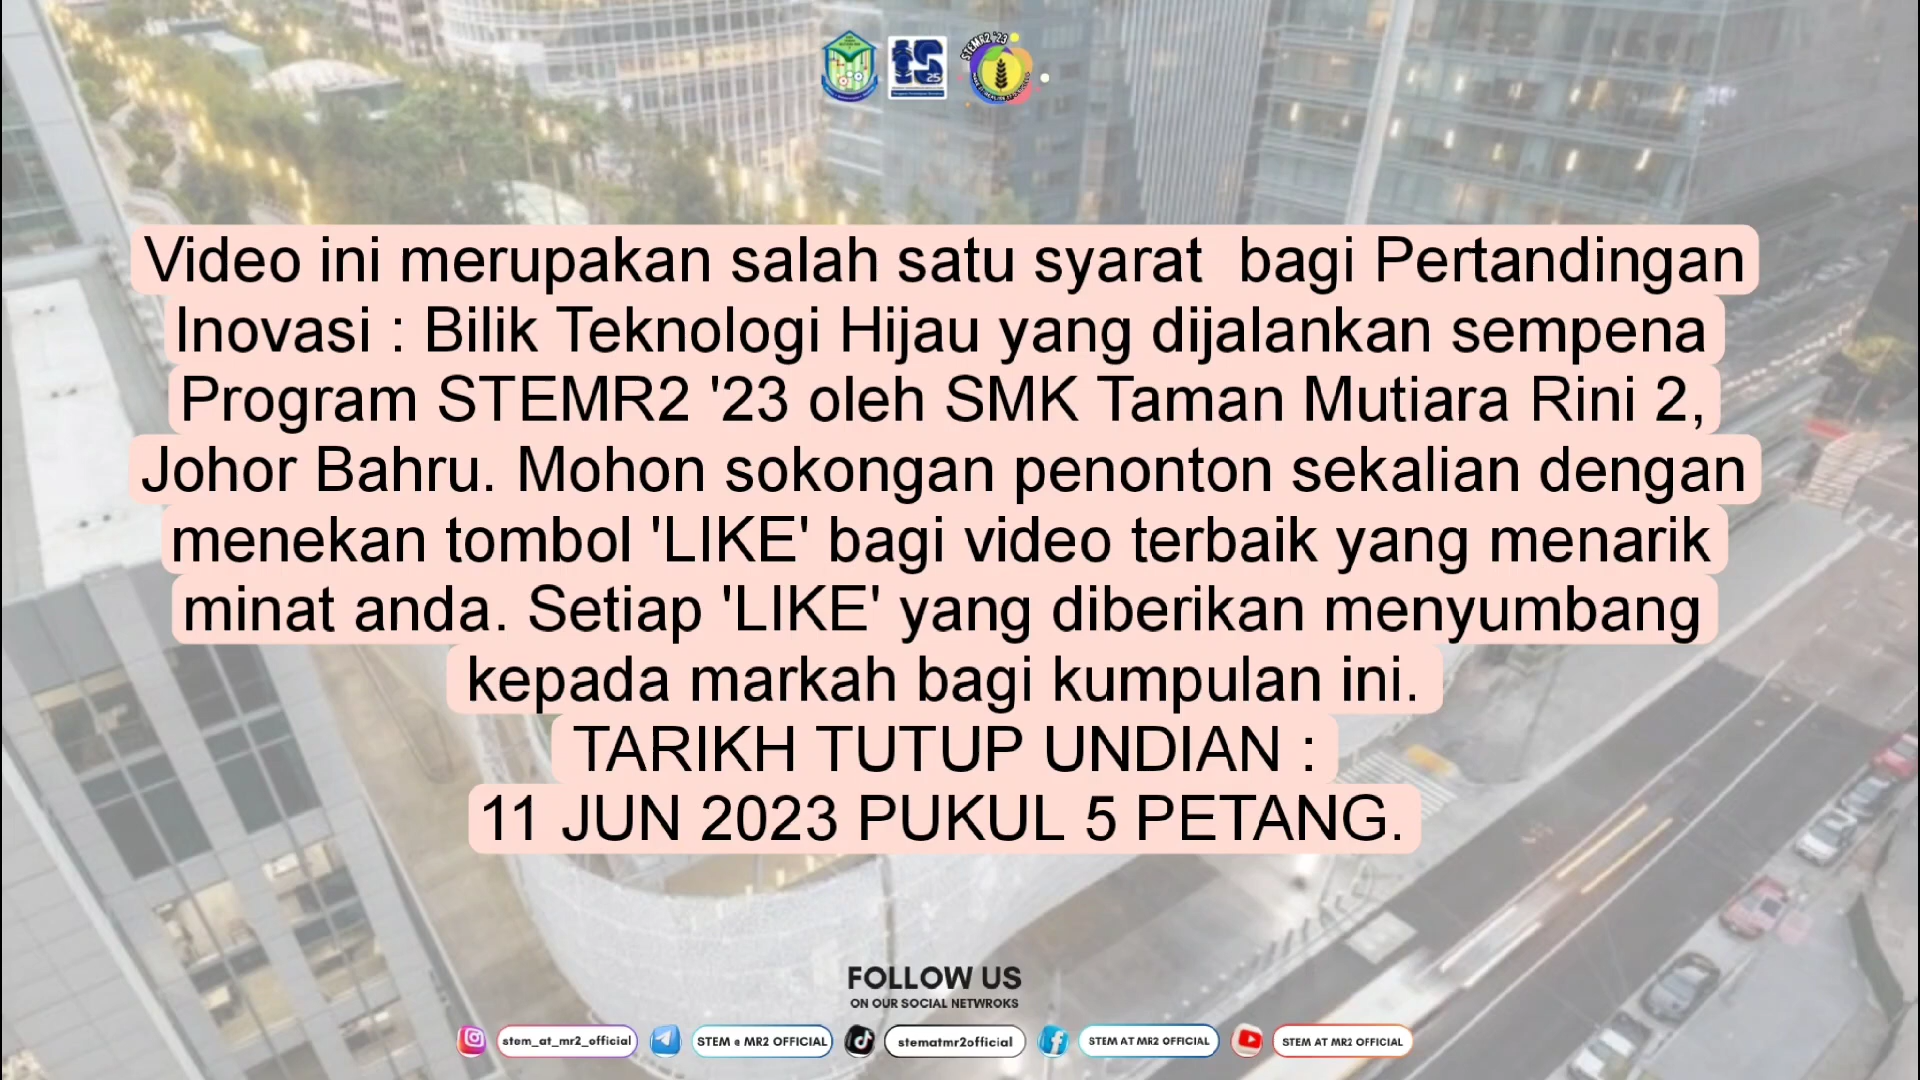 STEMR2 '23
25
Video ini merupakan salah satu syarat bagi Pertandingan
Inovasi : Bilik Teknologi Hijau yang dijalankan sempena
Program STEMR2 '23 oleh SMK Taman Mutiara Rini 2,
Johor Bahru. Mohon sokongan penonton sekalian dengan
menekan tombol 'LIKE' bagi video terbaik yang menarik
minat anda. Setiap 'LIKE' yang diberikan menyumbang
kepada markah bagi kumpulan ini.
TARIKH TUTUP UNDIAN :
11 JUN 2023 PUKUL 5 PETANG.
FOLLOW US
ON OUR SOCIAL NETWROKS
stem_at_mr2_official
STEM @ MR2 OFFICIAL
stematmr2official
STEM AT MR2 OFFICIAL
STEM AT MR2 OFFICIAL